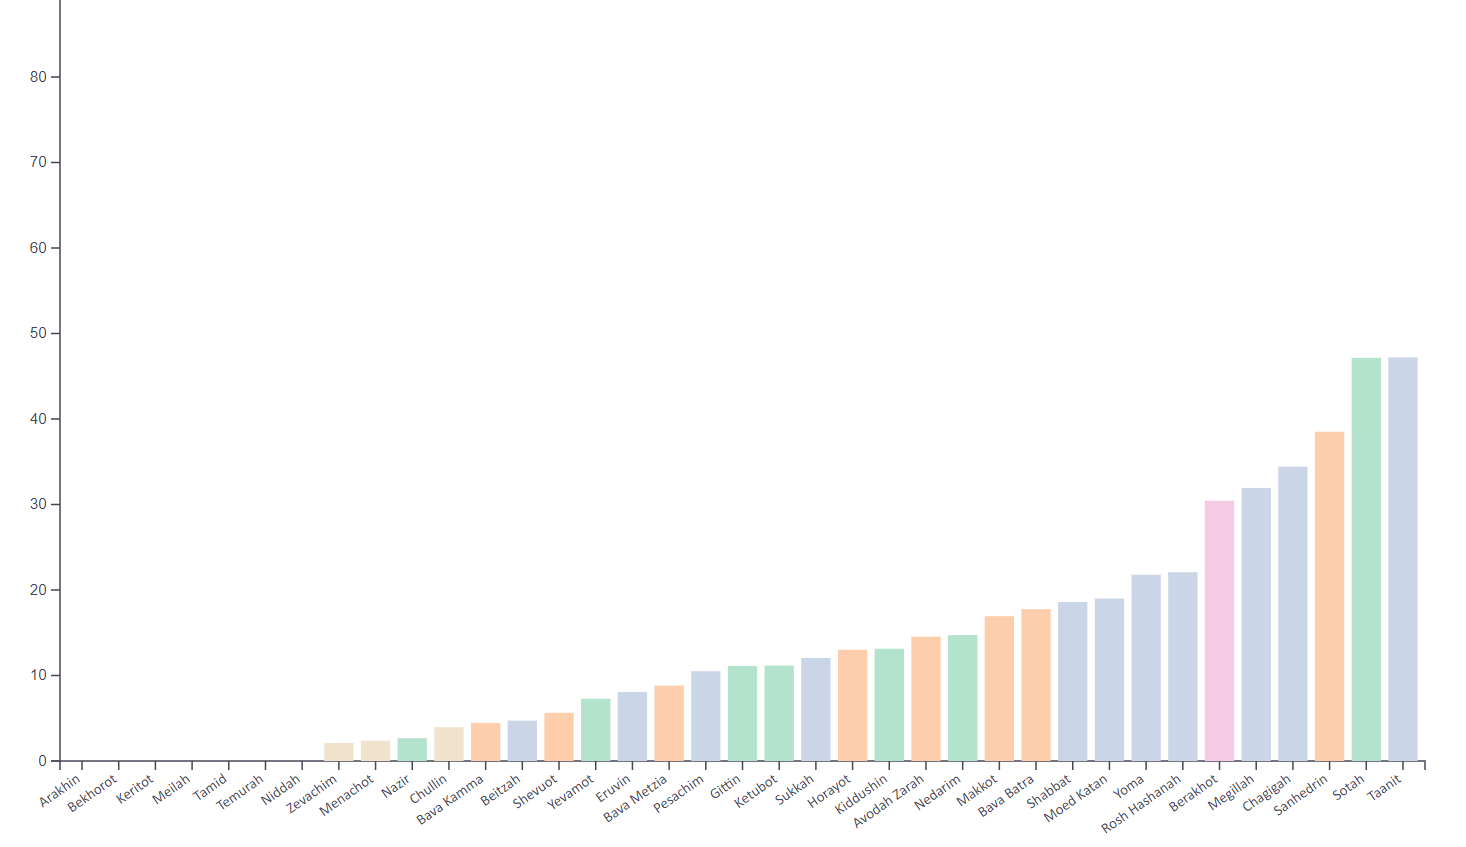 80
70
60
50
40
30
20
10
0
Arakhin
Bekhorot
Keritot
Meilah
Tamid
Temurah
Niddah
Zevachim
Menachot
Nazir
Chullin
Bava Kamma
Beitzah
Shevuot
Yevamot
Eruvin
Bava Metzia
Pesachim
Gittin
Ketubot
Sukkah
Horayot
Kiddushin
Avodah Zarah
Nedarim
Makkot
Bava Batra
Shabbat
Moed Katan
Yoma
Rosh Hashanah
Berakhot
Megillah
Chagigah
Sanhedrin
Sotah
Taanit